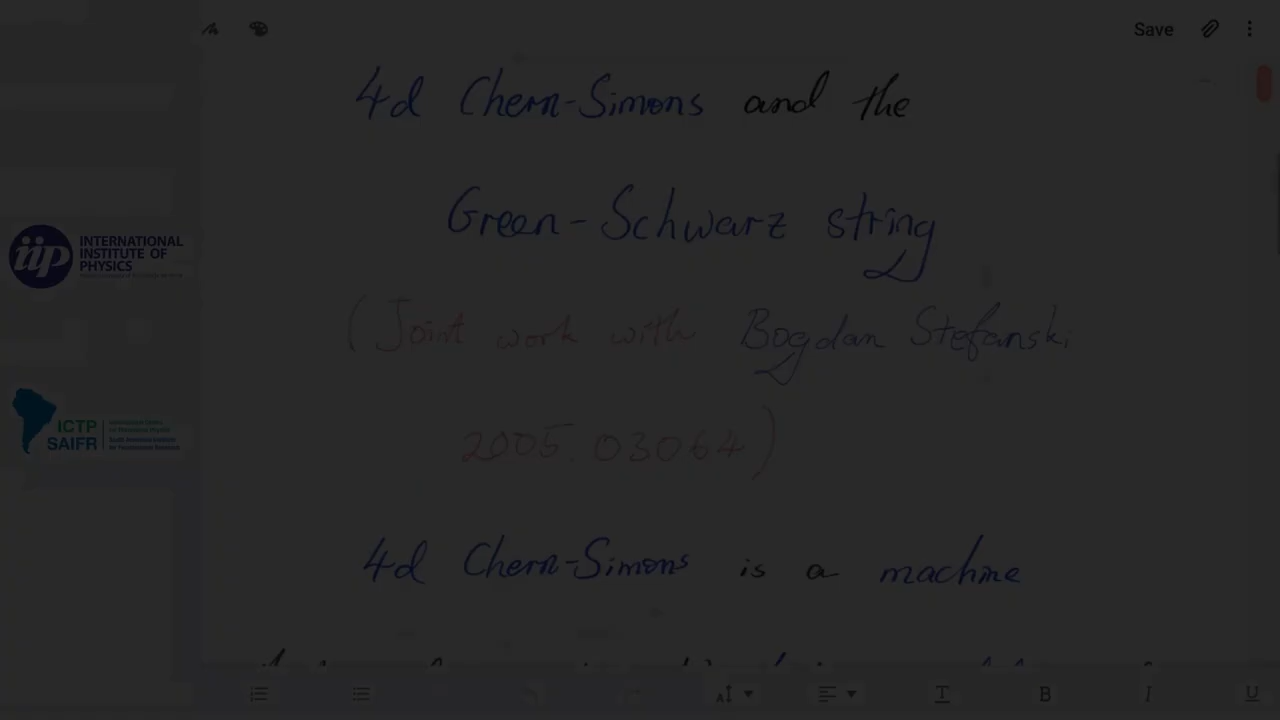 Save
4d Chern-Simons and the
Green-Schwarz string
(Joint work with Bogdan Stefanski
2005.03064)
4d Chern-Simons is a machine
INTERNATIONAL
INSTITUTE OF
PHYSICS
ICTP
SAIFR
T B I U